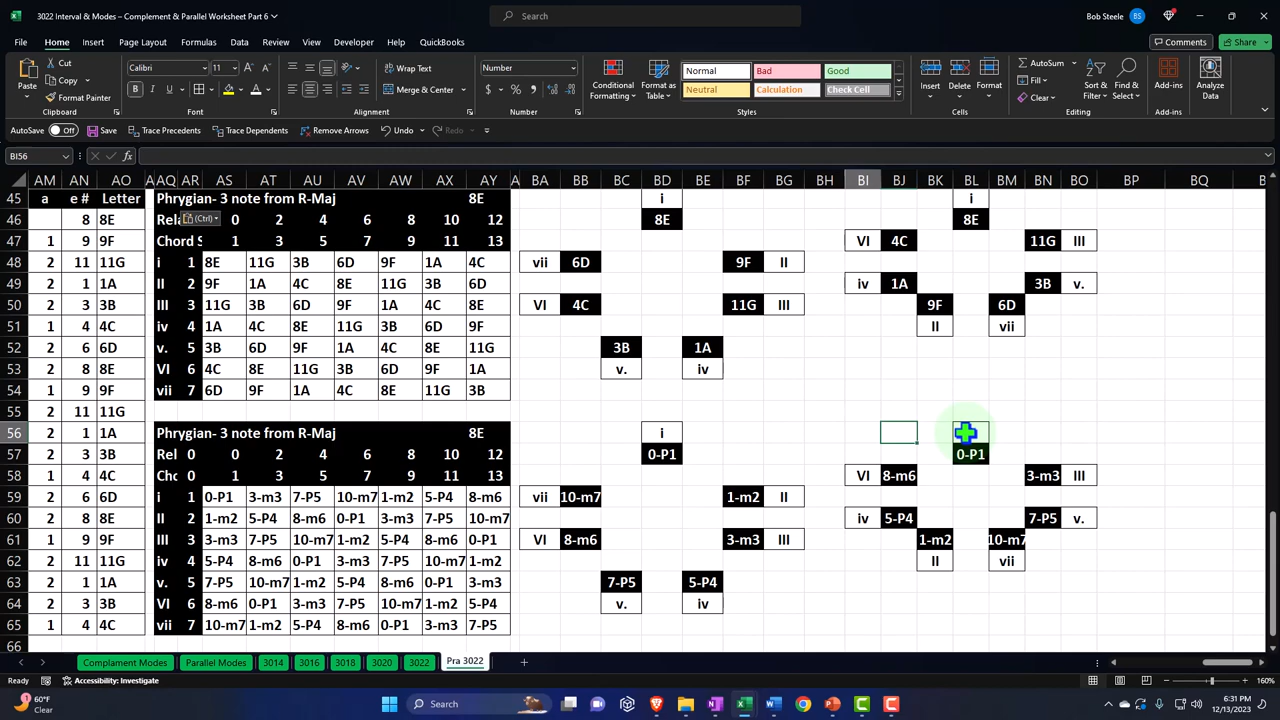 3022 Interval & Modes – Complement & Parallel Worksheet Part 6
Search
Bob Steele
BS
File Home Insert Page Layout Formulas Data Review View Developer Help QuickBooks
Comments Share
Paste
Cut
Copy
Format Painter
Clipboard
Calibri 11
B I U
Font
Wrap Text
Merge & Center
Alignment
Number
$ % 9
Number
Conditional Formatting
Format as Table
Normal Bad Good
Neutral Calculation Check Cell
Styles
Insert Delete Format
Cells
AutoSum
Fill
Clear
Sort & Filter
Find & Select
Editing
Add-ins
Add-ins
Analyze Data
AutoSave Off Save Trace Precedents Trace Dependents Remove Arrows Undo
BI56 fx
AM AN AO A AQ AR AS AT AU AV AW AX AY A BA BB BC BD BE BF BG BH BI BJ BK BL BM BN BO BP BQ
45 a e # Letter Phrygian- 3 note from R-Maj 8E i i
46 8 8E Rela (Ctrl) 0 2 4 6 8 10 12 8E 8E
47 1 9 9F Chord S 1 3 5 7 9 11 13 VI 4C 11G III
48 2 11 11G i 1 8E 11G 3B 6D 9F 1A 4C vii 6D 9F II
49 2 1 1A II 2 9F 1A 4C 8E 11G 3B 6D iv 1A 3B v.
50 2 3 3B III 3 11G 3B 6D 9F 1A 4C 8E VI 4C 11G III 9F 6D
51 1 4 4C iv 4 1A 4C 8E 11G 3B 6D 9F II vii
52 2 6 6D v. 5 3B 6D 9F 1A 4C 8E 11G 3B 1A
53 2 8 8E VI 6 4C 8E 11G 3B 6D 9F 1A v. iv
54 1 9 9F vii 7 6D 9F 1A 4C 8E 11G 3B
55 2 11 11G
56 2 1 1A Phrygian- 3 note from R-Maj 8E i
57 2 3 3B Rel 0 0 2 4 6 8 10 12 0-P1 0-P1
58 1 4 4C Chc 0 1 3 5 7 9 11 13 VI 8-m6 3-m3 III
59 2 6 6D i 1 0-P1 3-m3 7-P5 10-m7 1-m2 5-P4 8-m6 vii 10-m7 1-m2 II
60 2 8 8E II 2 1-m2 5-P4 8-m6 0-P1 3-m3 7-P5 10-m7 iv 5-P4 7-P5 v.
61 1 9 9F III 3 3-m3 7-P5 10-m7 1-m2 5-P4 8-m6 0-P1 VI 8-m6 3-m3 III 1-m2 10-m7
62 2 11 11G iv 4 5-P4 8-m6 0-P1 3-m3 7-P5 10-m7 1-m2 II vii
63 2 1 1A v. 5 7-P5 10-m7 1-m2 5-P4 8-m6 0-P1 3-m3 7-P5 5-P4
64 2 3 3B VI 6 8-m6 0-P1 3-m3 7-P5 10-m7 1-m2 5-P4 v. iv
65 1 4 4C vii 7 10-m7 1-m2 5-P4 8-m6 0-P1 3-m3 7-P5
66
Complament Modes Parallel Modes 3014 3016 3018 3020 3022 Pra 3022
Ready Accessibility: Investigate 160%
1 60°F Clear
Search
6:31 PM
12/13/2023